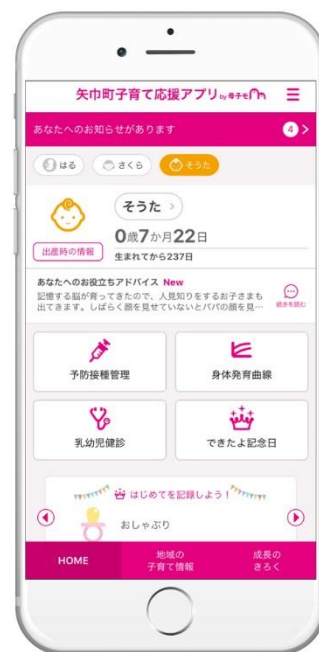 矢巾町子育て応援アプリ by 母子モ
あなたへのお知らせがあります 4
はる さくら そうた
そうた
0歳7か月22日
出産時の情報 生まれてから237日
あなたへのお役立ちアドバイス New
記憶する脳が育ってきたので、人見知りをするお子さまも
出てきます。しばらく顔を見せていないとパパの顔を見…
続きを読む
予防接種管理 身体発育曲線
乳幼児健診 できたよ記念日
はじめてを記録しよう!
おしゃぶり
HOME
地域の
子育て情報
成長の
きろく